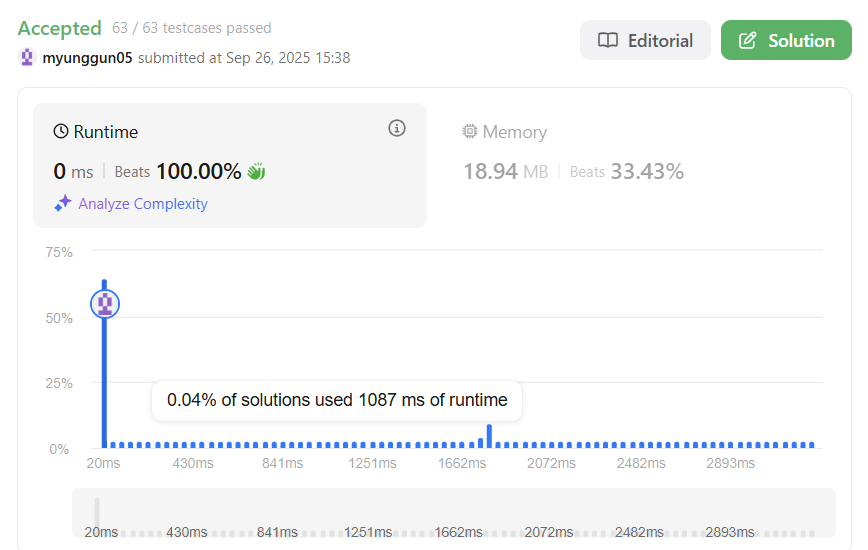 Accepted 63 / 63 testcases passed
myunggun05 submitted at Sep 26, 2025 15:38
Editorial
Solution
Runtime
0 ms | Beats 100.00%
Analyze Complexity
Memory
18.94 MB | Beats 33.43%
75%
50%
25%
0%
0.04% of solutions used 1087 ms of runtime
20ms 430ms 841ms 1251ms 1662ms 2072ms 2482ms 2893ms
20ms 430ms 841ms 1251ms 1662ms 2072ms 2482ms 2893ms